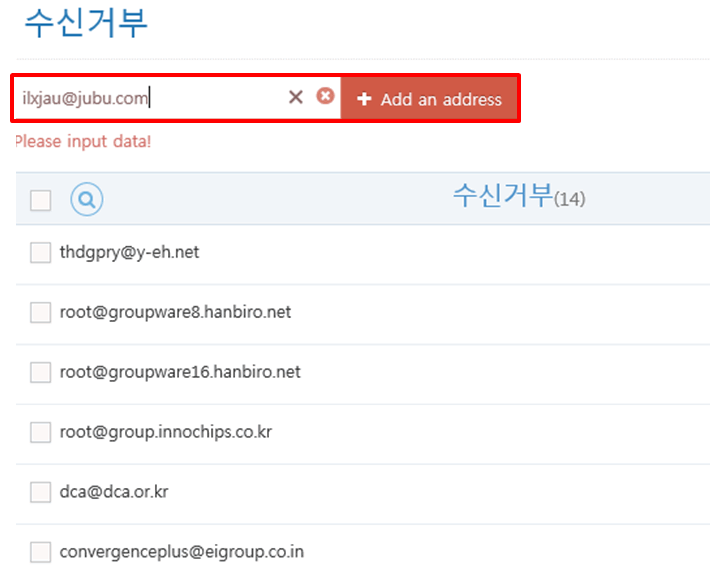 수신거부
ilxjau@jubu.com
Add an address
Please input data!
수신거부(14)
thdgpry@y-eh.net
root@groupware8.hanbiro.net
root@groupware16.hanbiro.net
root@group.innochips.co.kr
dca@dca.or.kr
convergenceplus@eigroup.co.in